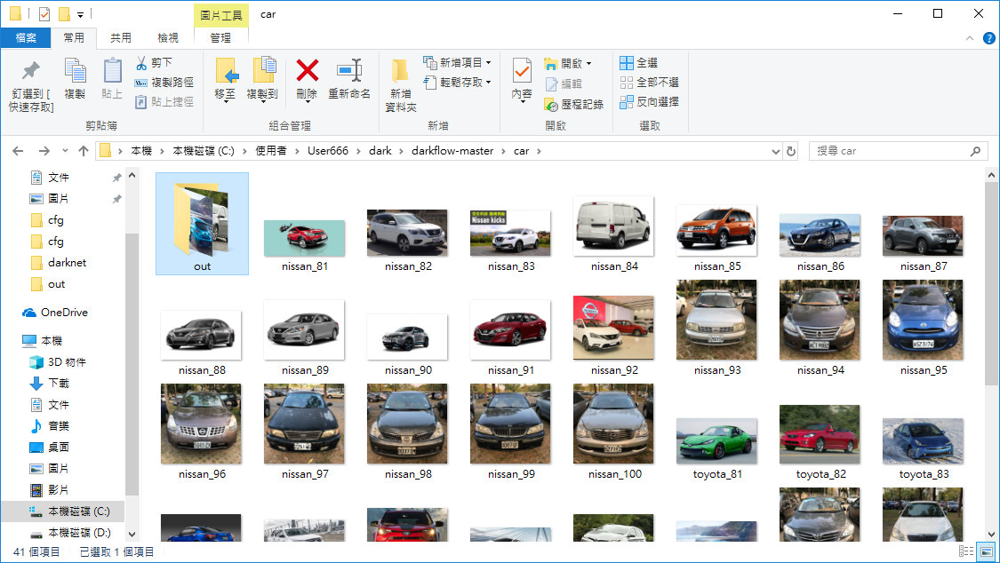 圖片工具 car
檔案 常用 共用 檢視 管理
釘選到 [
快速存取]
複製
貼上
剪下
複製路徑
貼上捷徑
剪貼簿
移至
複製到
刪除
重新命名
組合管理
新增
資料夾
新增項目
輕鬆存取
新增
內容
開啟
編輯
歷程記錄
開啟
全選
全部不選
反向選擇
選取
本機 › 本機磁碟 (C:) › 使用者 › User666 › dark › darkflow-master › car ›
搜尋 car
文件
圖片
cfg
cfg
darknet
out
OneDrive
本機
3D 物件
下載
文件
音樂
桌面
圖片
影片
本機磁碟 (C:)
本機磁碟 (D:)
Nissan kicks
out nissan_81 nissan_82 nissan_83 nissan_84 nissan_85 nissan_86 nissan_87
nissan_88 nissan_89 nissan_90 nissan_91 nissan_92 nissan_93 nissan_94 nissan_95
nissan_96 nissan_97 nissan_98 nissan_99 nissan_100 toyota_81 toyota_82 toyota_83
41 個項目 已選取 1 個項目